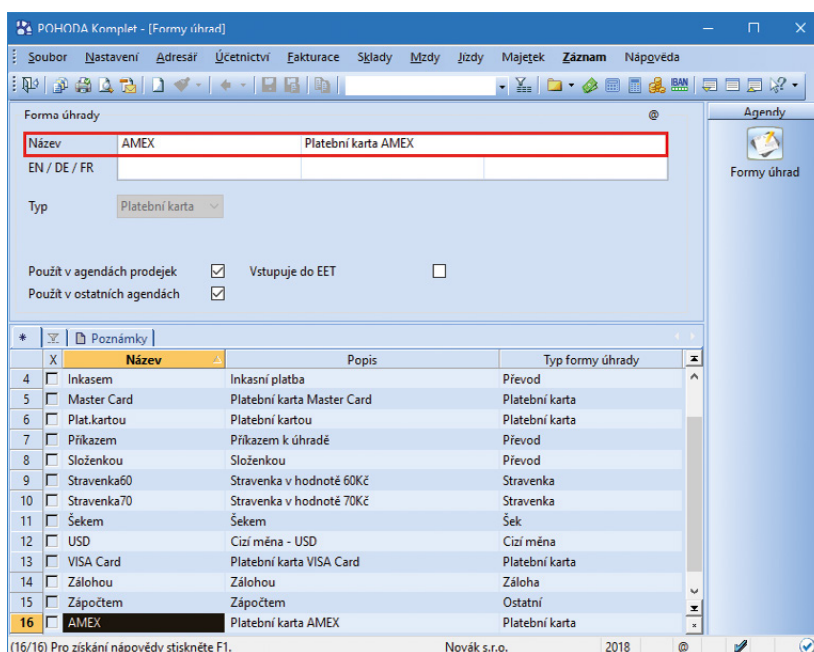 POHODA Komplet - [Formy úhrad]
Soubor Nastavení Adresář Účetnictví Fakturace Sklady Mzdy Jízdy Majetek Záznam Nápověda
IBAN
Forma úhrady @
Název AMEX Platební karta AMEX
EN / DE / FR
Typ Platební karta
Použít v agendách prodejek Vstupuje do EET
Použít v ostatních agendách
Agendy
Formy úhrad
* Poznámky
X Název Popis Typ formy úhrady
4 Inkasem Inkasní platba Převod
5 Master Card Platební karta Master Card Platební karta
6 Plat.kartou Platební kartou Platební karta
7 Příkazem Příkazem k úhradě Převod
8 Složenkou Složenkou Převod
9 Stravenka60 Stravenka v hodnotě 60Kč Stravenka
10 Stravenka70 Stravenka v hodnotě 70Kč Stravenka
11 Šekem Šekem Šek
12 USD Cizí měna - USD Cizí měna
13 VISA Card Platební karta VISA Card Platební karta
14 Zálohou Zálohou Záloha
15 Zápočtem Zápočtem Ostatní
16 AMEX Platební karta AMEX Platební karta
(16/16) Pro získání nápovědy stiskněte F1. Novák s.r.o. 2018 @